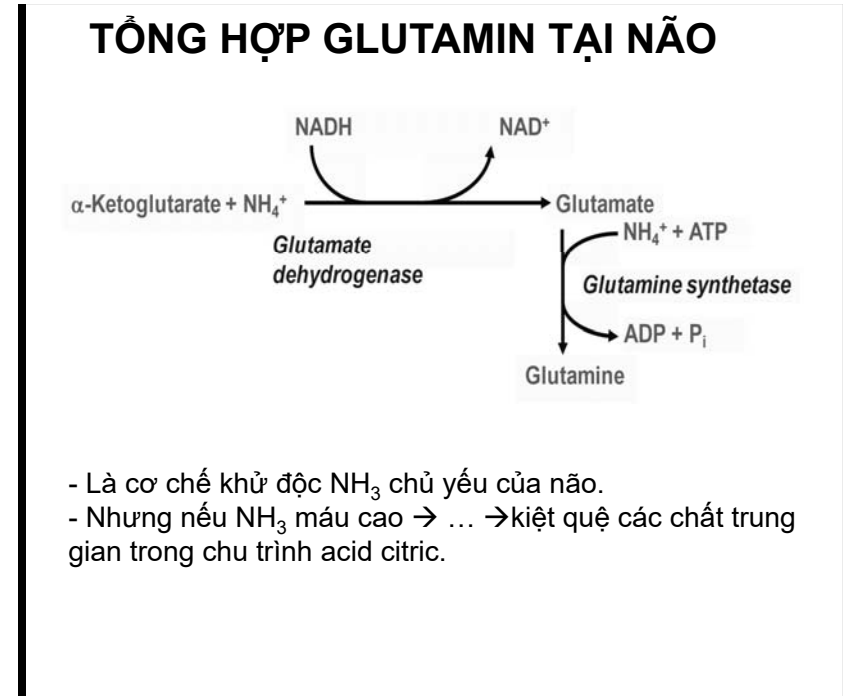 TỔNG HỢP GLUTAMIN TẠI NÃO
NADH NAD⁺
α-Ketoglutarate + NH₄⁺ Glutamate
NH₄⁺ + ATP
Glutamate
dehydrogenase
Glutamine synthetase
ADP + Pᵢ
Glutamine
- Là cơ chế khử độc NH₃ chủ yếu của não.
- Nhưng nếu NH₃ máu cao → … →kiệt quệ các chất trung
gian trong chu trình acid citric.